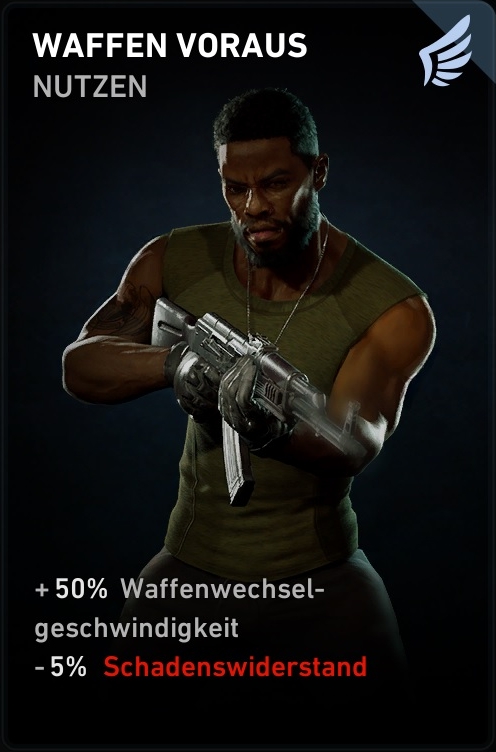 WAFFEN VORAUS
NUTZEN
+ 50% Waffenwechsel-
geschwindigkeit
- 5% Schadenswiderstand